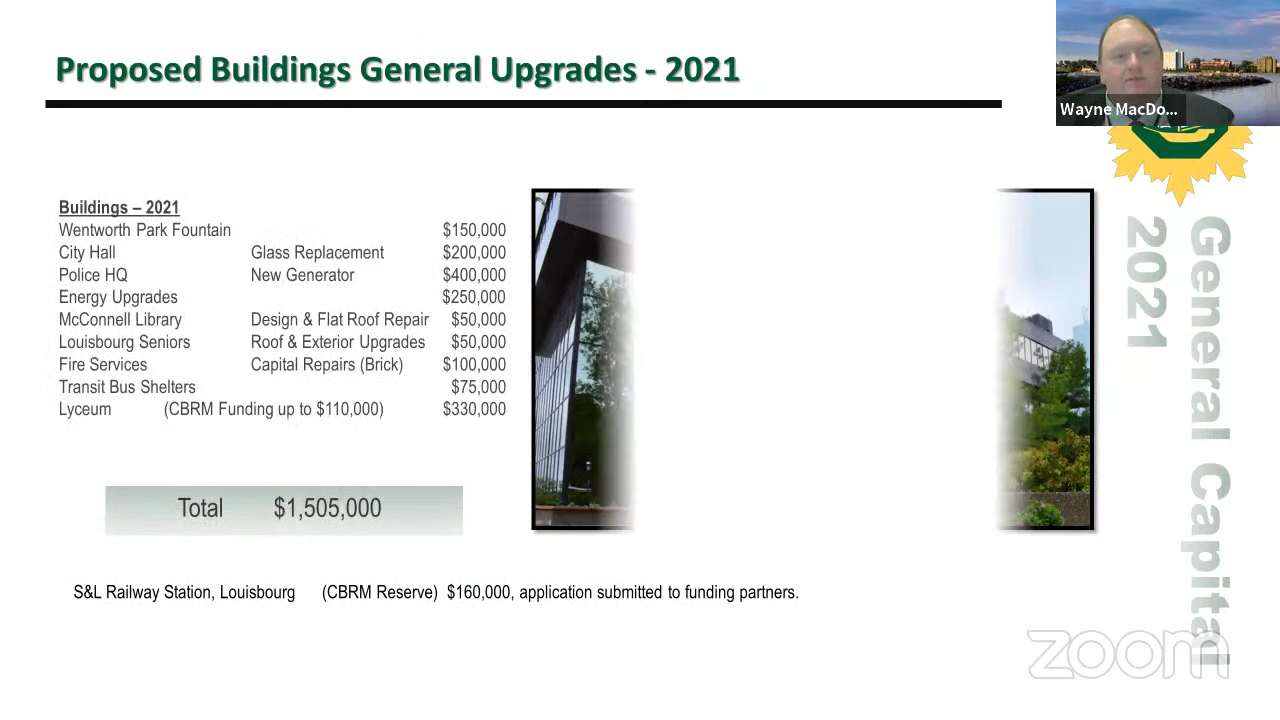 Proposed Buildings General Upgrades - 2021
Wayne MacDo...
Buildings – 2021
Wentworth Park Fountain $150,000
City Hall Glass Replacement $200,000
Police HQ New Generator $400,000
Energy Upgrades $250,000
McConnell Library Design & Flat Roof Repair $50,000
Louisbourg Seniors Roof & Exterior Upgrades $50,000
Fire Services Capital Repairs (Brick) $100,000
Transit Bus Shelters $75,000
Lyceum (CBRM Funding up to $110,000) $330,000
Total $1,505,000
S&L Railway Station, Louisbourg (CBRM Reserve) $160,000, application submitted to funding partners.
General Capital
2021
zoom